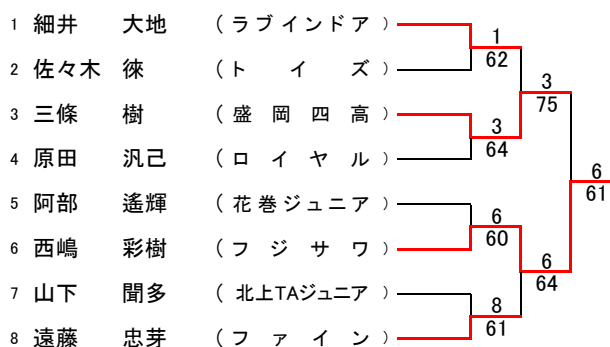 1 細井 大地 (ラブインドア)
2 佐々木 徠 (トイズ)
3 三條 樹 (盛岡四高)
4 原田 汎己 (ロイヤル)
5 阿部 遙輝 (花巻ジュニア)
6 西嶋 彩樹 (フジサワ)
7 山下 聞多 (北上TAジュニア)
8 遠藤 忠芽 (ファイン)
1
62
3
64
6
60
8
61
3
75
6
64
6
61